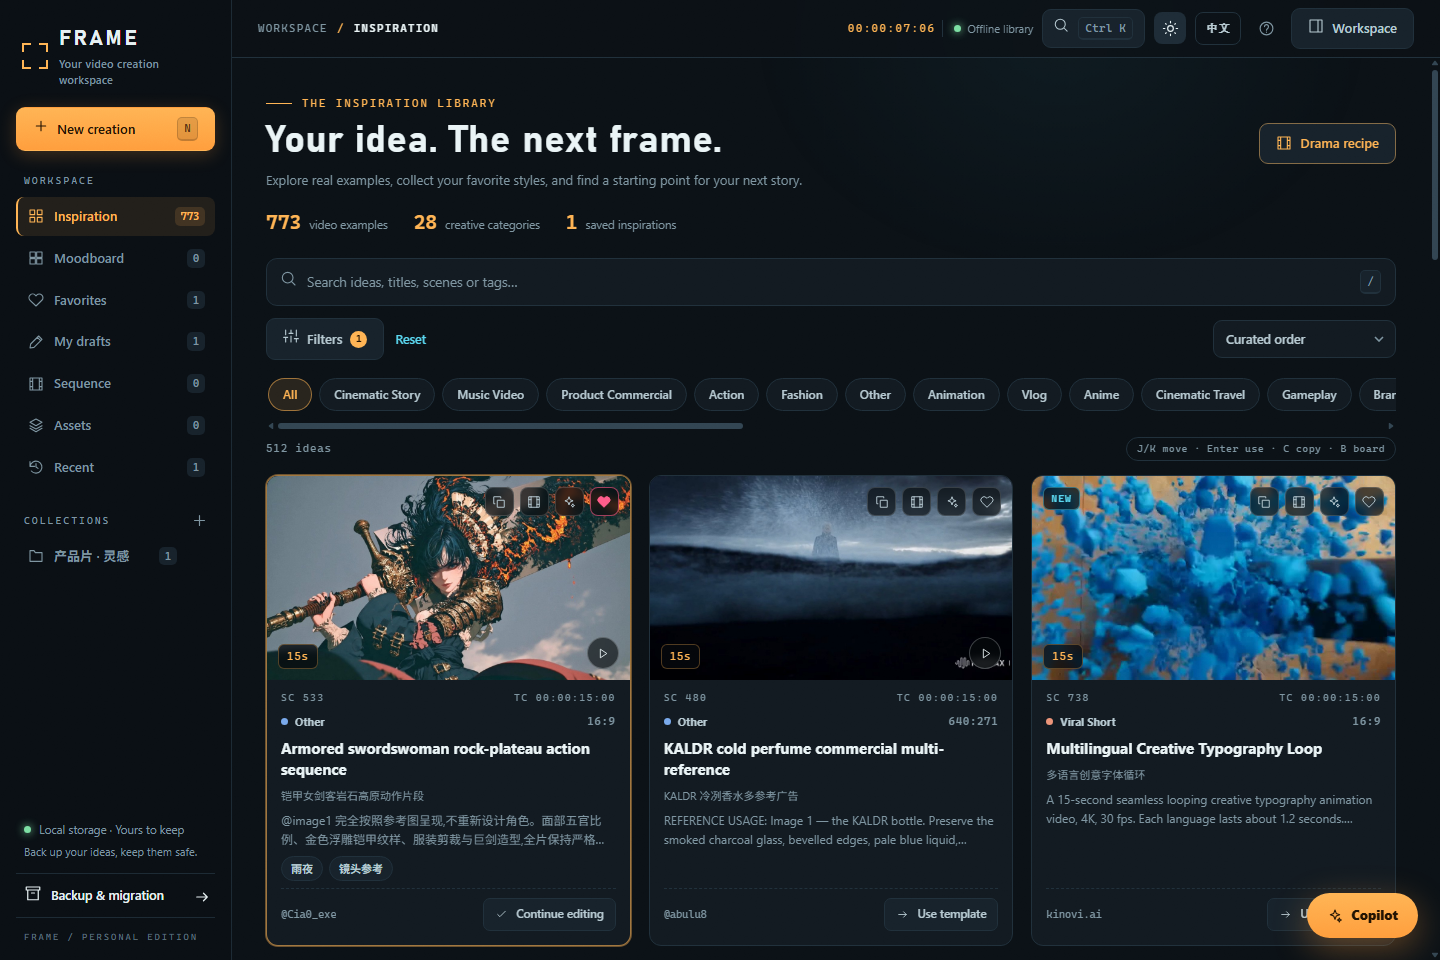 FRAME
Your video creation
workspace
New creation
N
WORKSPACE
Inspiration
773
Moodboard
0
Favorites
1
My drafts
1
Sequence
0
Assets
0
Recent
1
COLLECTIONS
产品片 · 灵感
1
Local storage · Yours to keep
Back up your ideas, keep them safe.
Backup & migration
FRAME / PERSONAL EDITION
WORKSPACE / INSPIRATION
00:00:07:06
Offline library
Ctrl K
中文
Workspace
THE INSPIRATION LIBRARY
Your idea. The next frame.
Explore real examples, collect your favorite styles, and find a starting point for your next story.
Drama recipe
773 video examples
28 creative categories
1 saved inspirations
Search ideas, titles, scenes or tags...
/
Filters 1
Reset
Curated order
All
Cinematic Story
Music Video
Product Commercial
Action
Fashion
Other
Animation
Vlog
Anime
Cinematic Travel
Gameplay
512 ideas
J/K move · Enter use · C copy · B board
15s
SC 533
TC 00:00:15:00
Other
16:9
Armored swordswoman rock-plateau action
sequence
铠甲女剑客岩石高原动作片段
@image1 完全按照参考图呈现,不重新设计角色。面部五官比
例、金色浮雕铠甲纹样、服装剪裁与巨剑造型,全片保持严格...
雨夜
镜头参考
@Cia0_exe
Continue editing
15s
SC 480
TC 00:00:15:00
Other
640:271
KALDR cold perfume commercial multi-
reference
KALDR 冷冽香水多参考广告
REFERENCE USAGE: Image 1 — the KALDR bottle. Preserve the
smoked charcoal glass, bevelled edges, pale blue liquid,...
@abulu8
Use template
NEW
15s
SC 738
TC 00:00:15:00
Viral Short
16:9
Multilingual Creative Typography Loop
多语言创意字体循环
A 15-second seamless looping creative typography animation
video, 4K, 30 fps. Each language lasts about 1.2 seconds....
kinovi.ai
Copilot